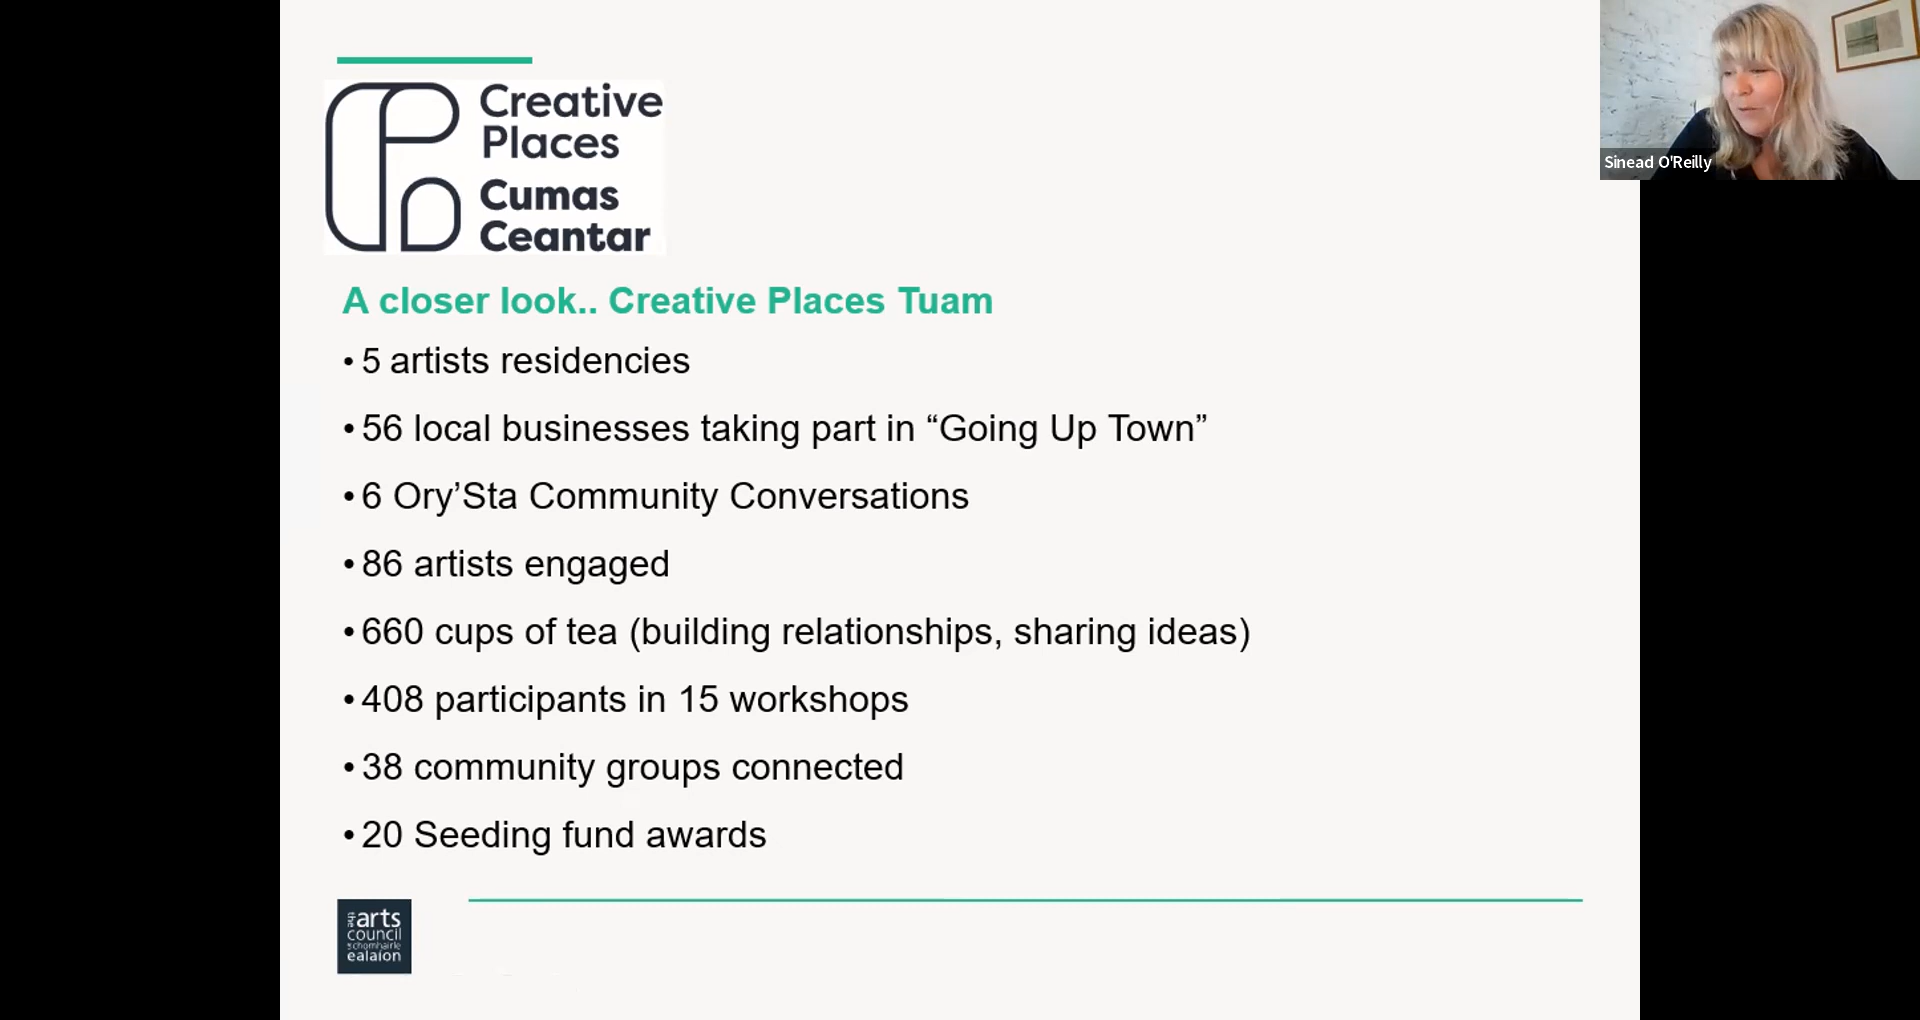 Creative
Places
Cumas
Ceantar
Sinead O'Reilly
A closer look.. Creative Places Tuam
• 5 artists residencies
• 56 local businesses taking part in “Going Up Town”
• 6 Ory’Sta Community Conversations
• 86 artists engaged
• 660 cups of tea (building relationships, sharing ideas)
• 408 participants in 15 workshops
• 38 community groups connected
• 20 Seeding fund awards
the arts
council
chomhairle
ealaíon